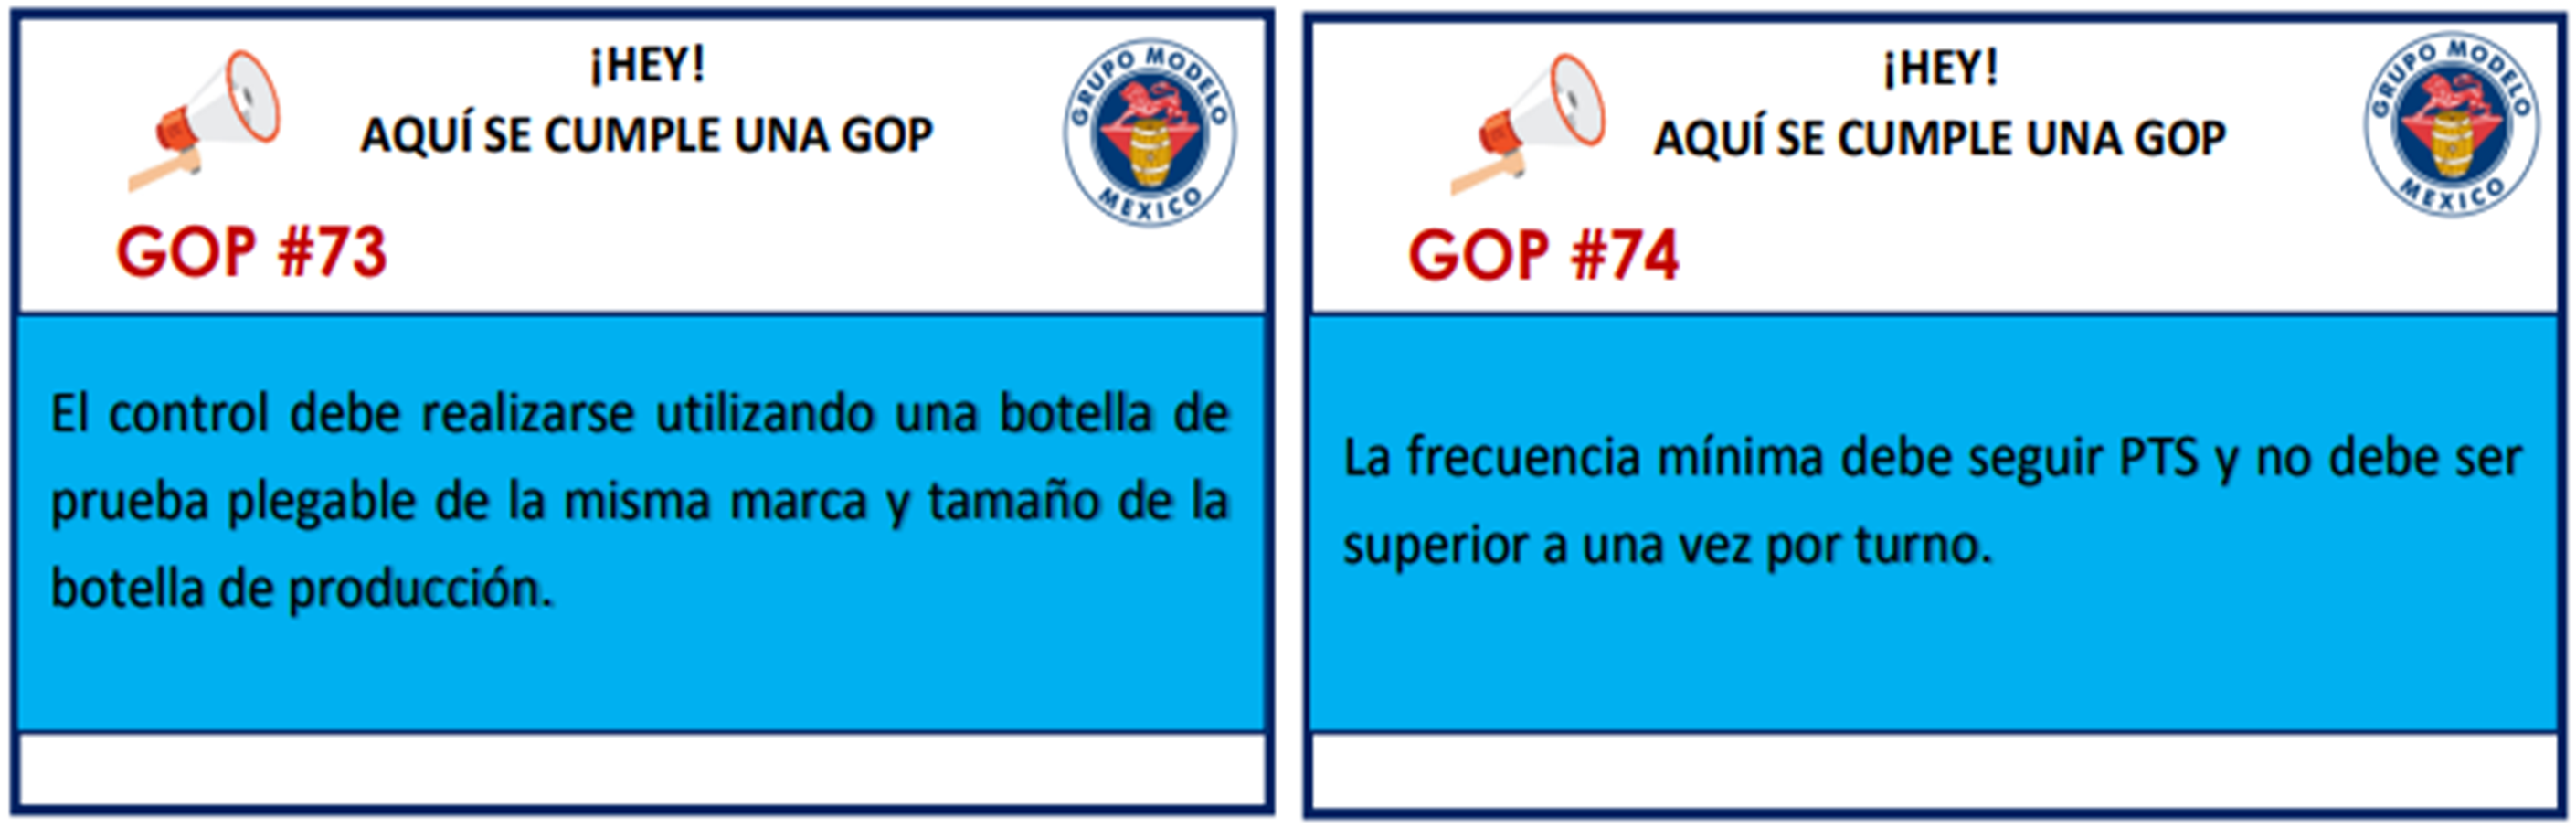 ¡HEY!
AQUÍ SE CUMPLE UNA GOP
GRUPO MODELO
MEXICO
GOP #73
El control debe realizarse utilizando una botella de
prueba plegable de la misma marca y tamaño de la
botella de producción.
¡HEY!
AQUÍ SE CUMPLE UNA GOP
GRUPO MODELO
MEXICO
GOP #74
La frecuencia mínima debe seguir PTS y no debe ser
superior a una vez por turno.